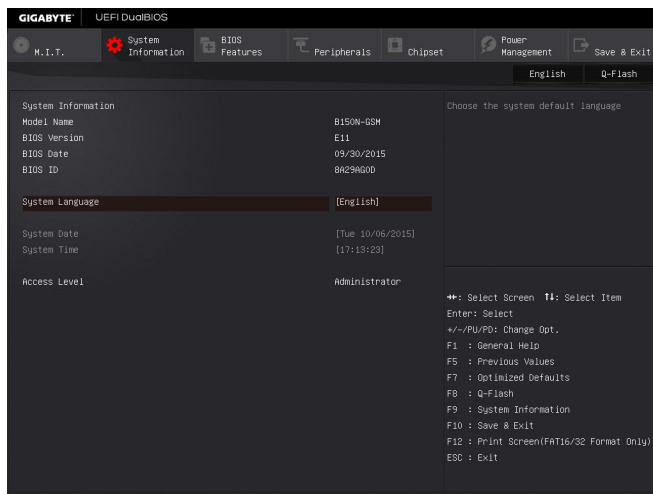 GIGABYTE™ UEFI DualBIOS
M.I.T. System Information BIOS Features Peripherals Chipset Power Management Save & Exit
English Q-Flash
System Information
Model Name B150N-GSM
BIOS Version E11
BIOS Date 09/30/2015
BIOS ID 8A29AG0D
System Language [English]
System Date [Tue 10/06/2015]
System Time [17:13:23]
Access Level Administrator
Choose the system default language
→←: Select Screen ↑↓: Select Item
Enter: Select
+/-/PU/PD: Change Opt.
F1 : General Help
F5 : Previous Values
F7 : Optimized Defaults
F8 : Q-Flash
F9 : System Information
F10 : Save & Exit
F12 : Print Screen(FAT16/32 Format Only)
ESC : Exit